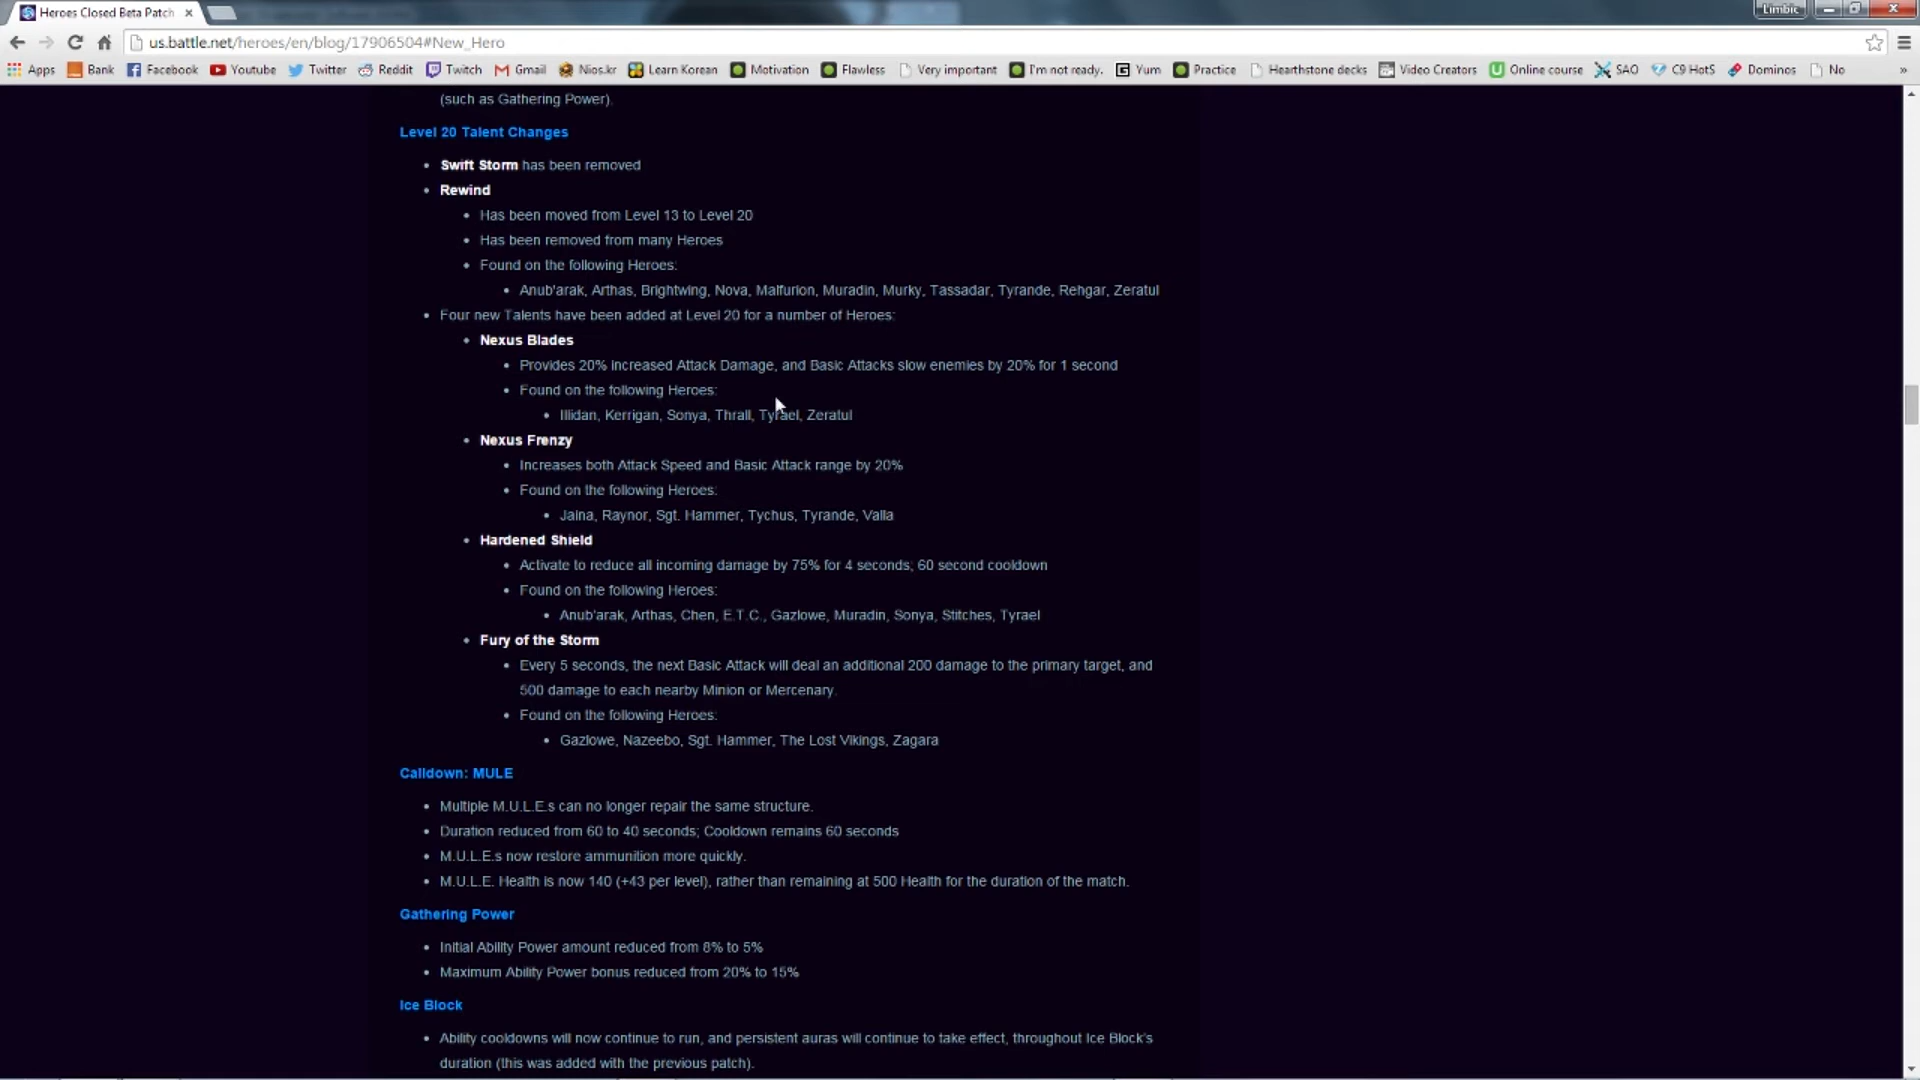 Heroes Closed Beta Patch
Limbic
us.battle.net/heroes/en/blog/17906504#New_Hero
Apps Bank Facebook Youtube Twitter Reddit Twitch Gmail Nios.kr Learn Korean Motivation Flawless Very important I'm not ready. Yum Practice Hearthstone decks Video Creators Online course SAO C9 HotS Dominos No
(such as Gathering Power).
Level 20 Talent Changes
Swift Storm has been removed
Rewind
Has been moved from Level 13 to Level 20
Has been removed from many Heroes
Found on the following Heroes:
Anub'arak, Arthas, Brightwing, Nova, Malfurion, Muradin, Murky, Tassadar, Tyrande, Rehgar, Zeratul
Four new Talents have been added at Level 20 for a number of Heroes:
Nexus Blades
Provides 20% increased Attack Damage, and Basic Attacks slow enemies by 20% for 1 second
Found on the following Heroes:
Illidan, Kerrigan, Sonya, Thrall, Tyrael, Zeratul
Nexus Frenzy
Increases both Attack Speed and Basic Attack range by 20%
Found on the following Heroes:
Jaina, Raynor, Sgt. Hammer, Tychus, Tyrande, Valla
Hardened Shield
Activate to reduce all incoming damage by 75% for 4 seconds; 60 second cooldown
Found on the following Heroes:
Anub'arak, Arthas, Chen, E.T.C., Gazlowe, Muradin, Sonya, Stitches, Tyrael
Fury of the Storm
Every 5 seconds, the next Basic Attack will deal an additional 200 damage to the primary target, and
500 damage to each nearby Minion or Mercenary.
Found on the following Heroes:
Gazlowe, Nazeebo, Sgt. Hammer, The Lost Vikings, Zagara
Calldown: MULE
Multiple M.U.L.E.s can no longer repair the same structure.
Duration reduced from 60 to 40 seconds; Cooldown remains 60 seconds
M.U.L.E.s now restore ammunition more quickly.
M.U.L.E. Health is now 140 (+43 per level), rather than remaining at 500 Health for the duration of the match.
Gathering Power
Initial Ability Power amount reduced from 8% to 5%
Maximum Ability Power bonus reduced from 20% to 15%
Ice Block
Ability cooldowns will now continue to run, and persistent auras will continue to take effect, throughout Ice Block's
duration (this was added with the previous patch).